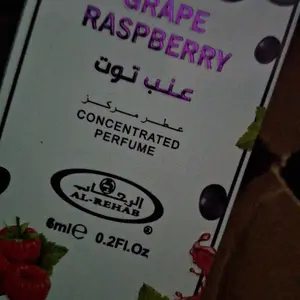 GRAPE
RASPBERRY
عنب توت
عطر مركز
CONCENTRATED
PERFUME
الرحاب
AL-REHAB
6ml e 0.2Fl.Oz